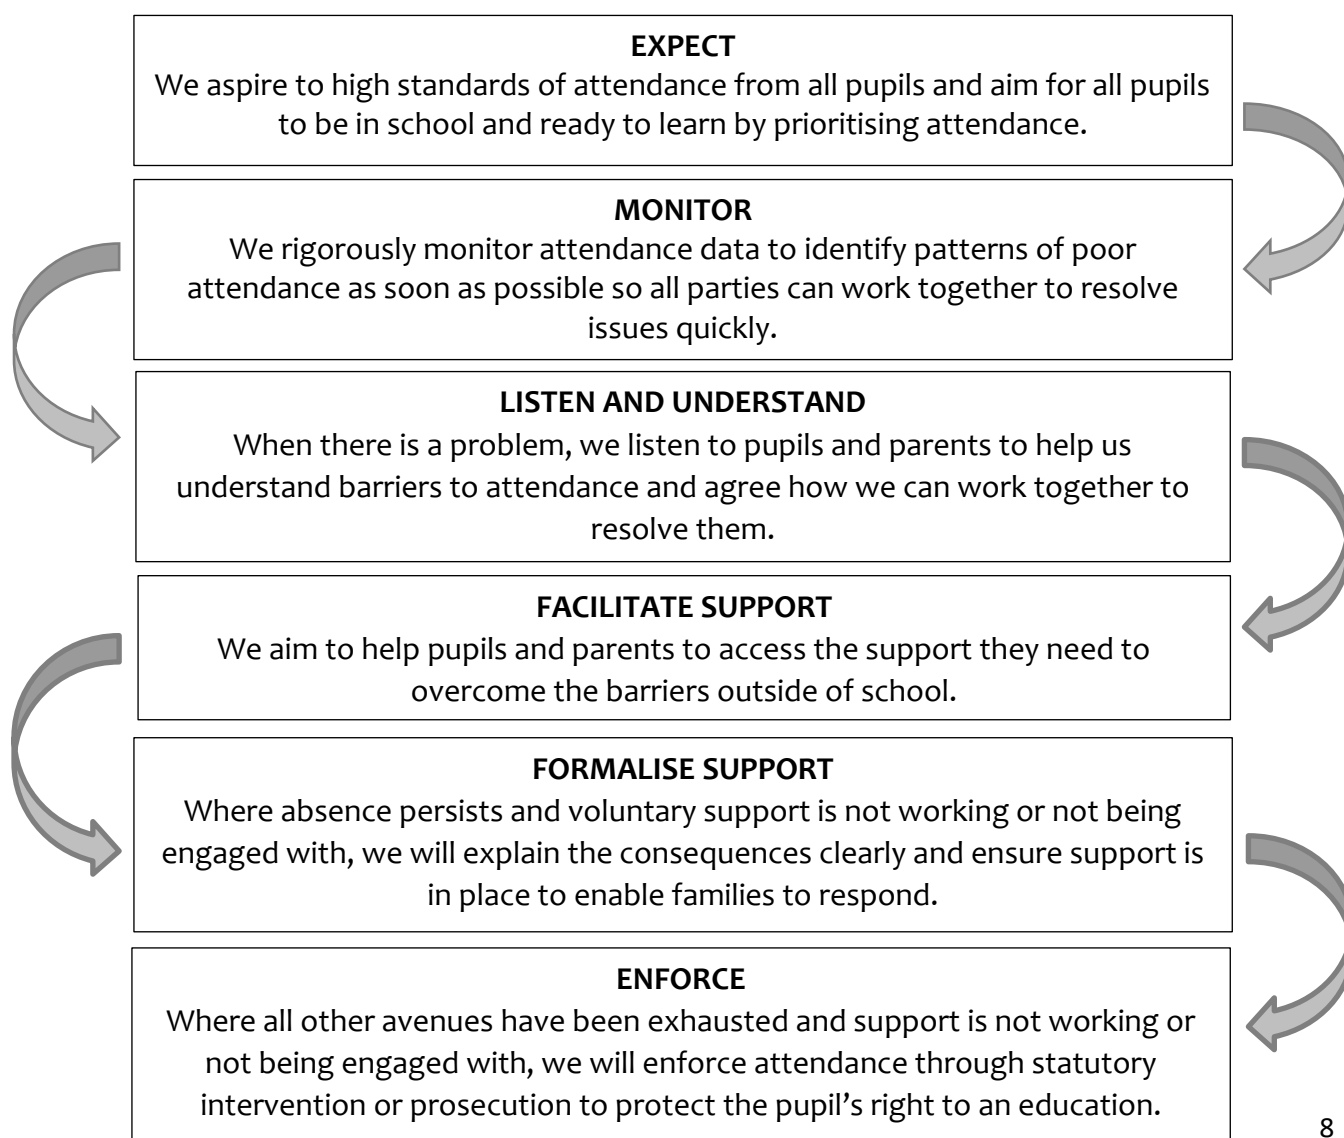 EXPECT
We aspire to high standards of attendance from all pupils and aim for all pupils
to be in school and ready to learn by prioritising attendance.
MONITOR
We rigorously monitor attendance data to identify patterns of poor
attendance as soon as possible so all parties can work together to resolve
issues quickly.
LISTEN AND UNDERSTAND
When there is a problem, we listen to pupils and parents to help us
understand barriers to attendance and agree how we can work together to
resolve them.
FACILITATE SUPPORT
We aim to help pupils and parents to access the support they need to
overcome the barriers outside of school.
FORMALISE SUPPORT
Where absence persists and voluntary support is not working or not being
engaged with, we will explain the consequences clearly and ensure support is
in place to enable families to respond.
ENFORCE
Where all other avenues have been exhausted and support is not working or
not being engaged with, we will enforce attendance through statutory
intervention or prosecution to protect the pupil’s right to an education.
8